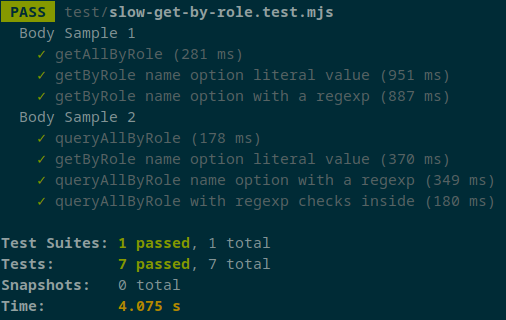 PASS test/slow-get-by-role.test.mjs
Body Sample 1
✓ getAllByRole (281 ms)
✓ getByRole name option literal value (951 ms)
✓ getByRole name option with a regexp (887 ms)
Body Sample 2
✓ queryAllByRole (178 ms)
✓ getByRole name option literal value (370 ms)
✓ queryAllByRole name option with a regexp (349 ms)
✓ queryAllByRole with regexp checks inside (180 ms)
Test Suites: 1 passed, 1 total
Tests: 7 passed, 7 total
Snapshots: 0 total
Time: 4.075 s